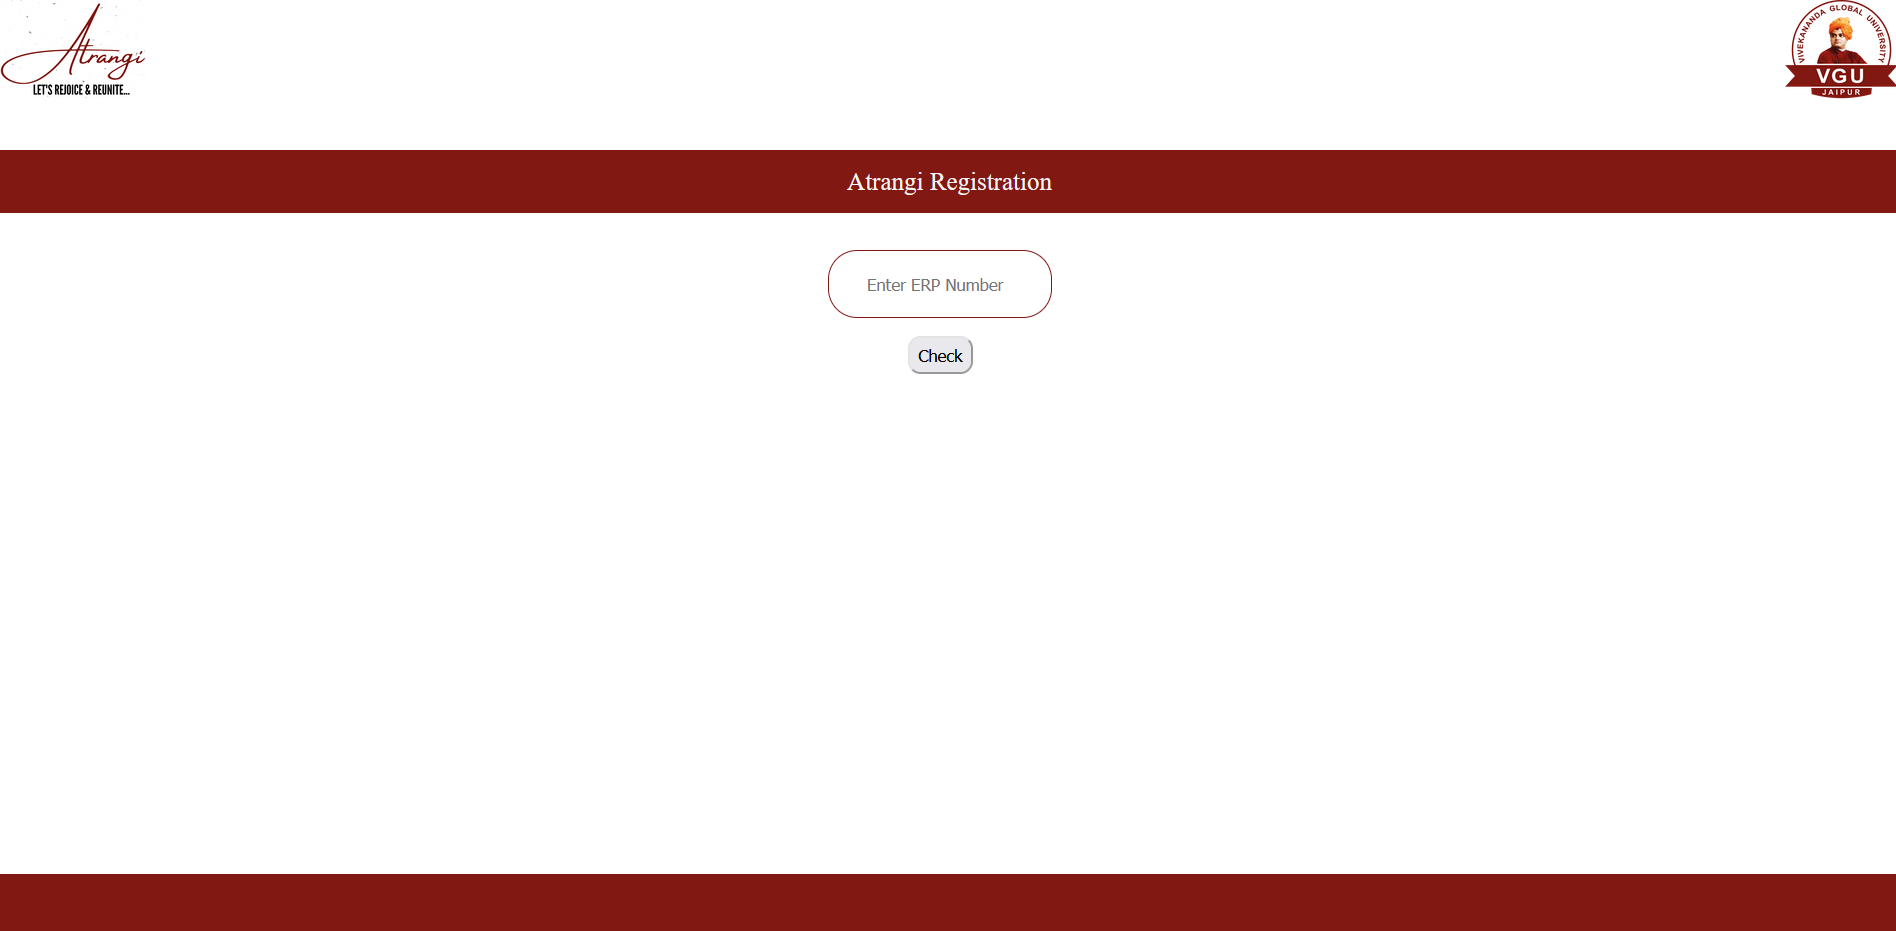 Atrangi
LET'S REJOICE & REUNITE...
VIVEKANANDA GLOBAL UNIVERSITY
VGU
JAIPUR
Atrangi Registration
Enter ERP Number
Check